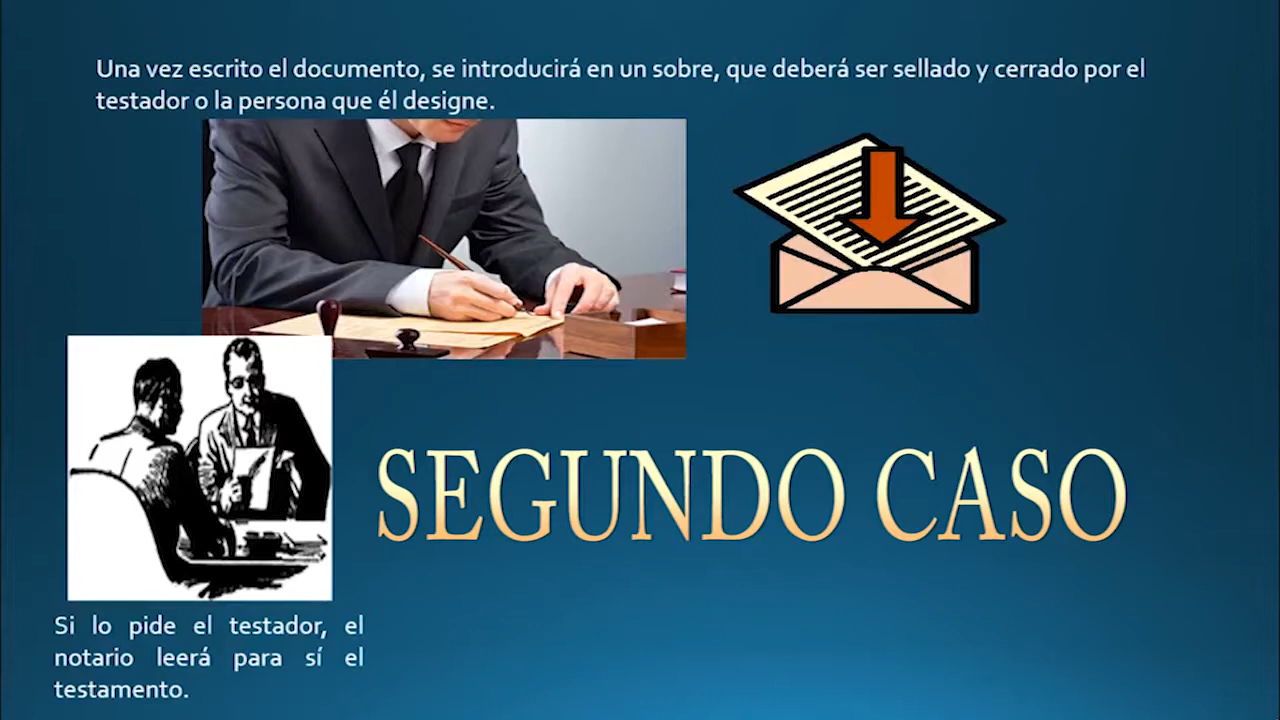 Una vez escrito el documento, se introducirá en un sobre, que deberá ser sellado y cerrado por el
testador o la persona que él designe.
SEGUNDO CASO
Si lo pide el testador, el
notario leerá para sí el
testamento.